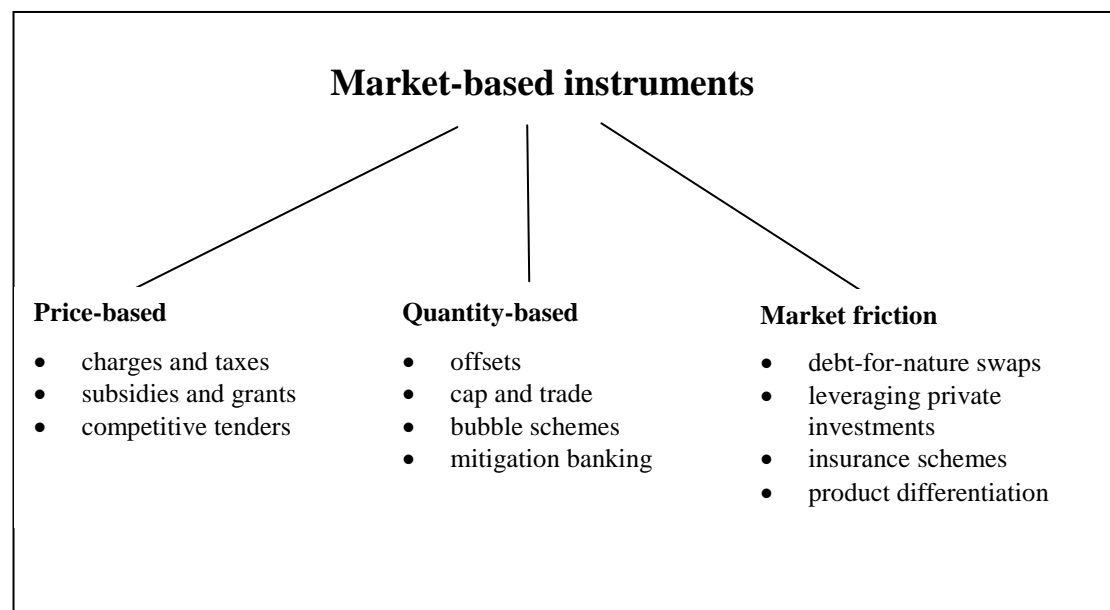 Market-based instruments
Price-based
• charges and taxes
• subsidies and grants
• competitive tenders
Quantity-based
• offsets
• cap and trade
• bubble schemes
• mitigation banking
Market friction
• debt-for-nature swaps
• leveraging private
investments
• insurance schemes
• product differentiation